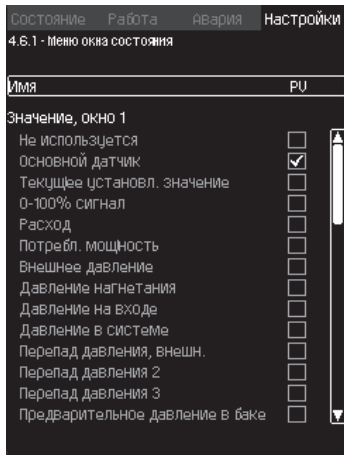 Состояние Работа Авария Настройки
4.6.1 - Меню окна состояния
Имя PV
Значение, окно 1
Не используется
Основной датчик
Текущее установл. значение
0-100% сигнал
Расход
Потребл. мощность
Внешнее давление
Давление нагнетания
Давление на входе
Давление в системе
Перепад давления, внешн.
Перепад давления 2
Перепад давления 3
Предварительное давление в баке